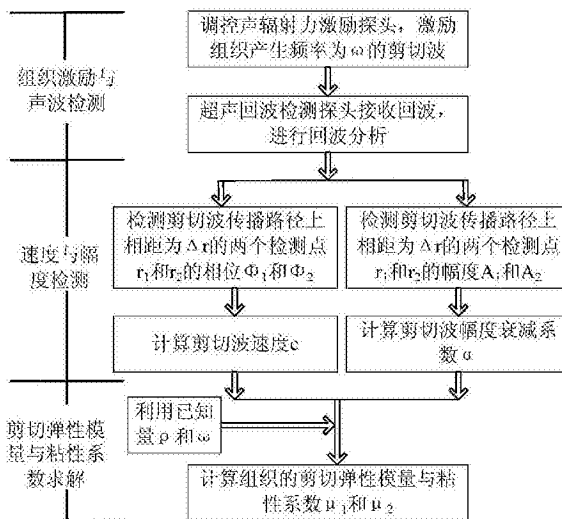 调控声辐射力激励探头，激励
组织产生频率为ω的剪切波
组织激励与
声波检测
超声回波检测探头接收回波，
进行回波分析
检测剪切波传播路径上
相距为Δr的两个检测点
r₁和r₂的相位Φ₁和Φ₂
检测剪切波传播路径上
相距为Δr的两个检测点
r₁和r₂的幅度A₁和A₂
速度与幅
度检测
计算剪切波速度c
计算剪切波幅度衰减系
数α
利用已知
量ρ和ω
剪切弹性模
量与粘性系
数求解
计算组织的剪切弹性模量与粘
性系数μ₁和μ₂